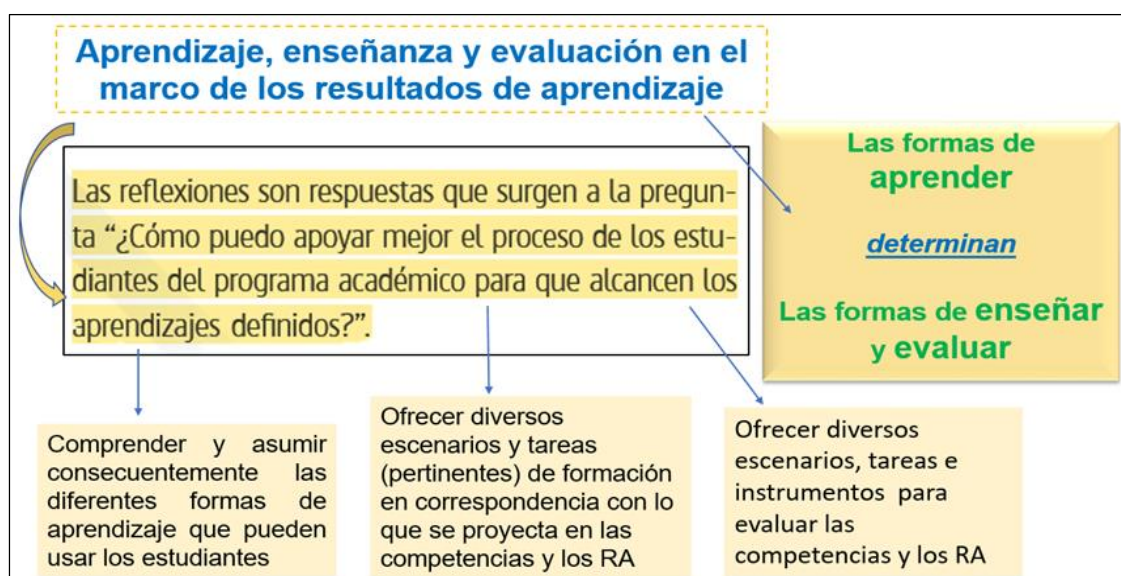 Aprendizaje, enseñanza y evaluación en el
marco de los resultados de aprendizaje
Las reflexiones son respuestas que surgen a la pregun-
ta “¿Cómo puedo apoyar mejor el proceso de los estu-
diantes del programa académico para que alcancen los
aprendizajes definidos?”.
Las formas de
aprender
determinan
Las formas de enseñar
y evaluar
Comprender y asumir
consecuentemente las
diferentes formas de
aprendizaje que pueden
usar los estudiantes
Ofrecer diversos
escenarios y tareas
(pertinentes) de formación
en correspondencia con lo
que se proyecta en las
competencias y los RA
Ofrecer diversos
escenarios, tareas e
instrumentos para
evaluar las
competencias y los RA